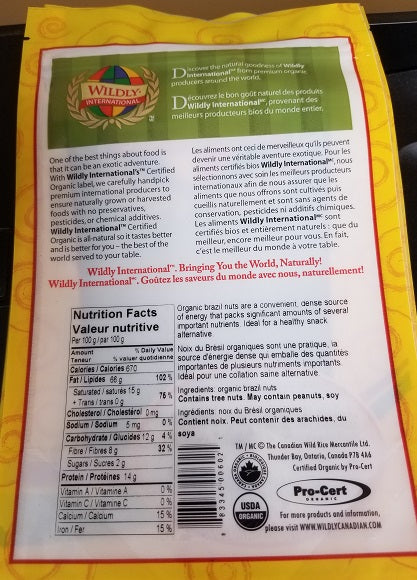 WILDLY
INTERNATIONAL
Discover the natural goodness of Wildly
International™ from premium organic
producers around the world.
Découvrez le bon goût naturel des produits
Wildly Internationalᴹᶜ, provenant des
meilleurs producteurs bios du monde entier.
One of the best things about food is
that it can be an exotic adventure.
With Wildly International's™ Certified
Organic label, we carefully handpick
premium international producers to
ensure naturally grown or harvested
foods with no preservatives,
pesticides, or chemical additives.
Wildly International™ Certified
Organic is all-natural so it tastes better
and is better for you – the best of the
world served to your table.
Les aliments ont ceci de merveilleux qu'ils peuvent
devenir une véritable aventure exotique. Pour les
aliments certifiés bios Wildly Internationalᴹᶜ, nous
sélectionnons avec soin les meilleurs producteurs
internationaux afin de nous assurer que les
aliments que nous offrons sont cultivés puis
cueillis naturellement et sont sans agents de
conservation, pesticides ni additifs chimiques.
Les aliments Wildly Internationalᴹᶜ sont
certifiés bios et entièrement naturels : que du
meilleur, encore meilleur pour vous. En fait,
c'est le meilleur du monde à votre table.
Wildly International™. Bringing You the World, Naturally!
Wildly Internationalᴹᶜ. Goûtez les saveurs du monde avec nous, naturellement!
Nutrition Facts
Valeur nutritive
Per 100 g / par 100 g
Amount % Daily Value
Teneur % valeur quotidienne
Calories / Calories 670
Fat / Lipides 66 g 102 %
Saturated / saturés 15 g
+ Trans / trans 0 g 76 %
Cholesterol / Cholestérol 0 mg
Sodium / Sodium 5 mg 0 %
Carbohydrate / Glucides 12 g 4 %
Fibre / Fibres 8 g 32 %
Sugars / Sucres 2 g
Protein / Protéines 14 g
Vitamin A / Vitamine A 0 %
Vitamin C / Vitamine C 0 %
Calcium / Calcium 15 %
Iron / Fer 15 %
Organic brazil nuts are a convenient, dense source
of energy that packs significant amounts of several
important nutrients. Ideal for a healthy snack
alternative
Noix du Brésil organiques sont une pratique, la
source d'énergie dense qui emballe des quantités
importantes de plusieurs nutriments importants.
Idéal pour une collation saine alternative
Ingredients: organic brazil nuts
Contains tree nuts. May contain peanuts, soy
Ingrédients: noix du Brésil organiques
Contient noix. Peut contenir des arachides, du
soya
8 83345 00602
TM / MC © The Canadian Wild Rice Mercantile Ltd.
Thunder Bay, Ontario, Canada P7B 4A6
Certified Organic by Pro-Cert
Pro-Cert
ORGANIC
USDA
ORGANIC
For more products and information,
please visit WWW.WILDLYCANADIAN.COM